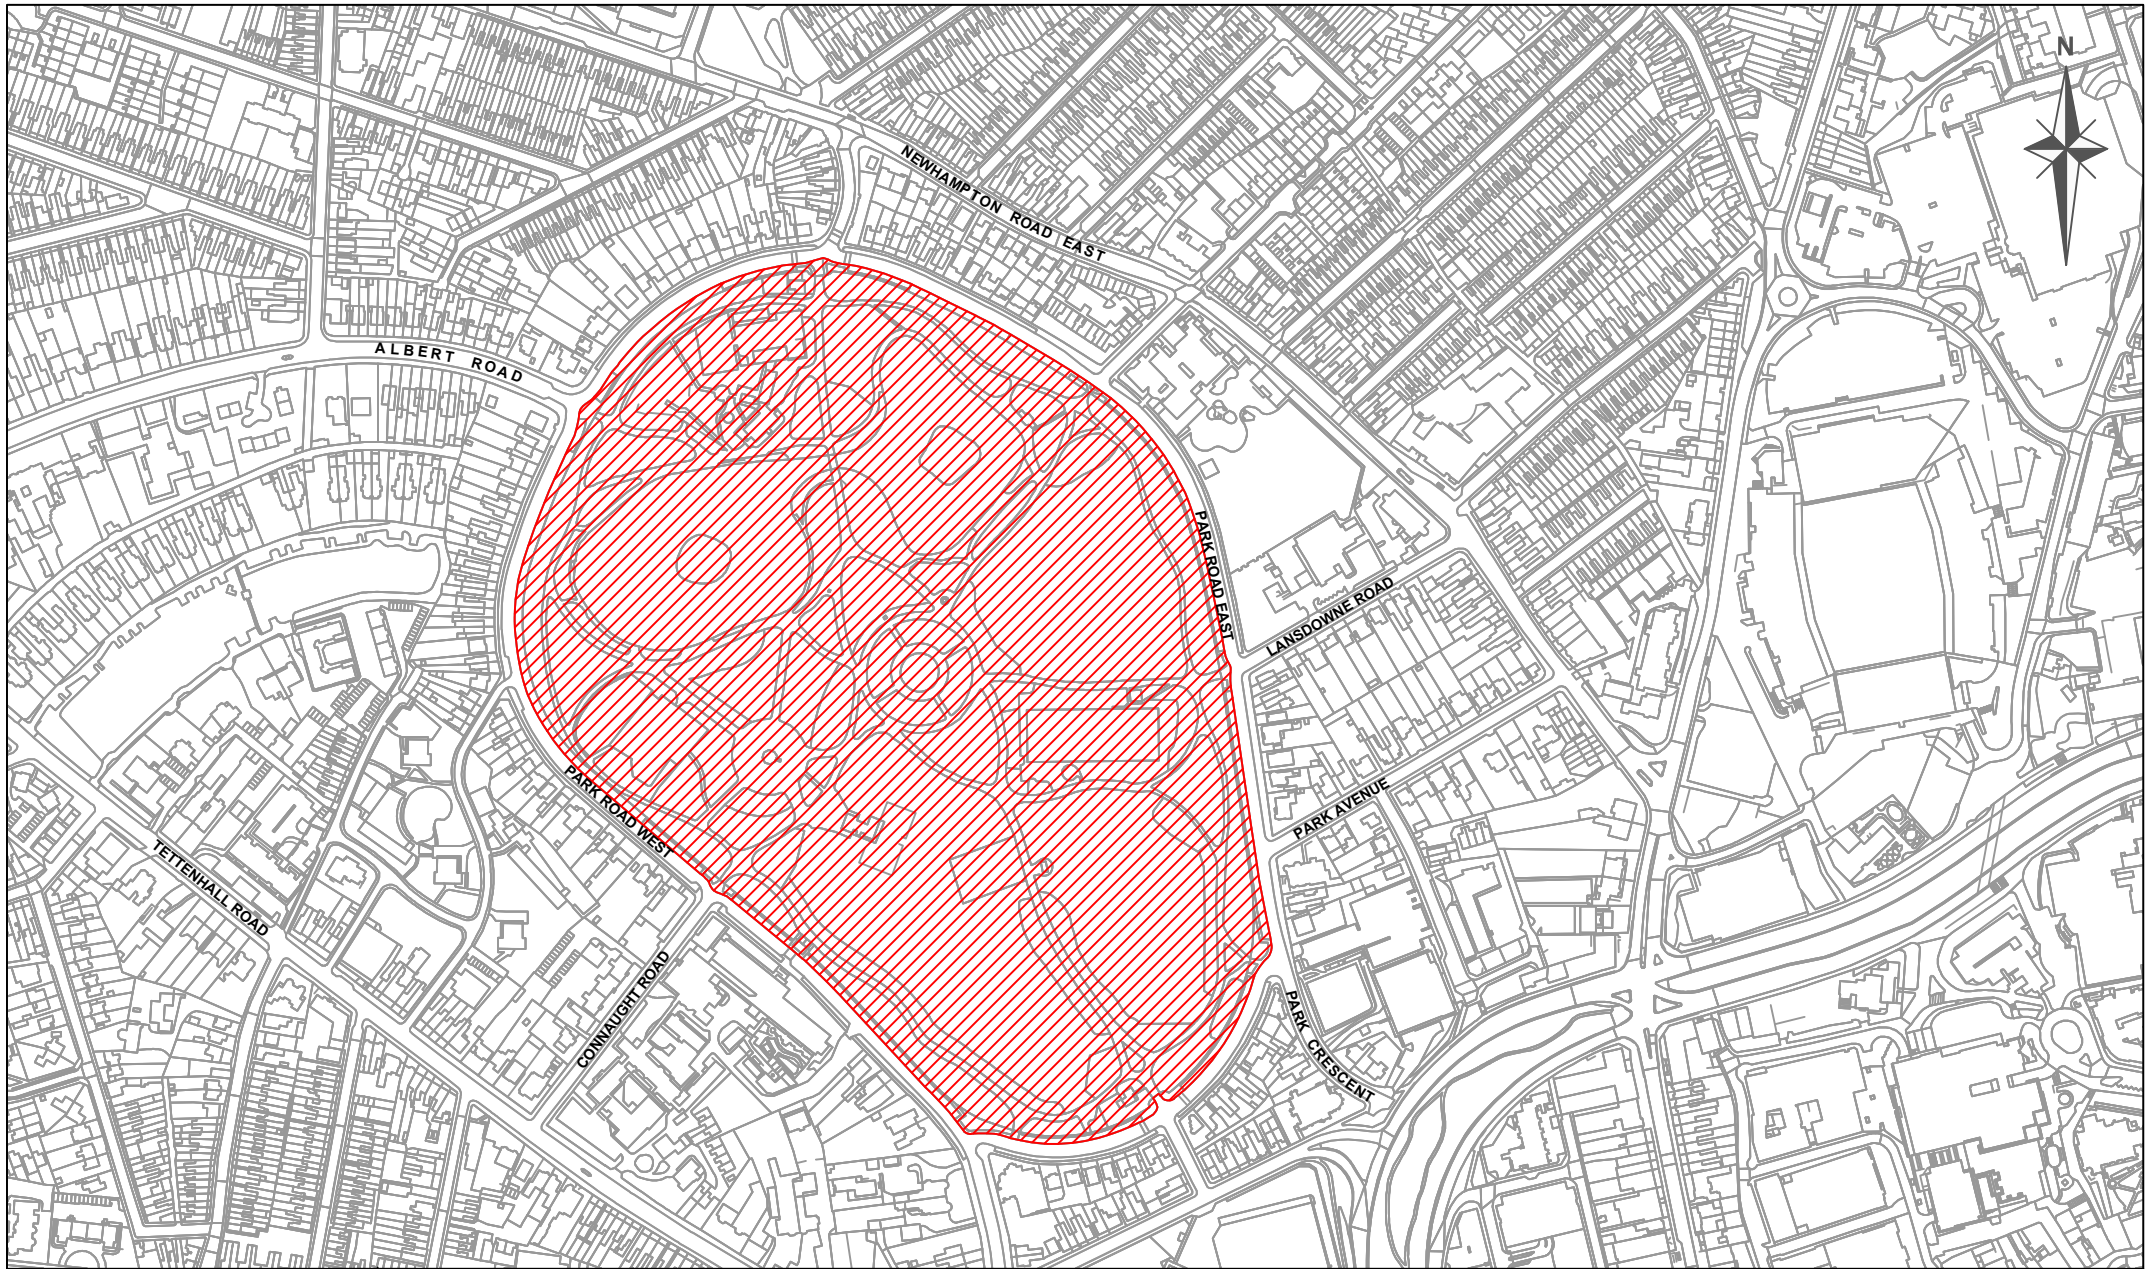 N
NEWHAMPTON ROAD EAST
ALBERT ROAD
PARK ROAD EAST
LANSDOWNE ROAD
PARK ROAD WEST
PARK AVENUE
TETTENHALL ROAD
CONNAUGHT ROAD
PARK CRESCENT